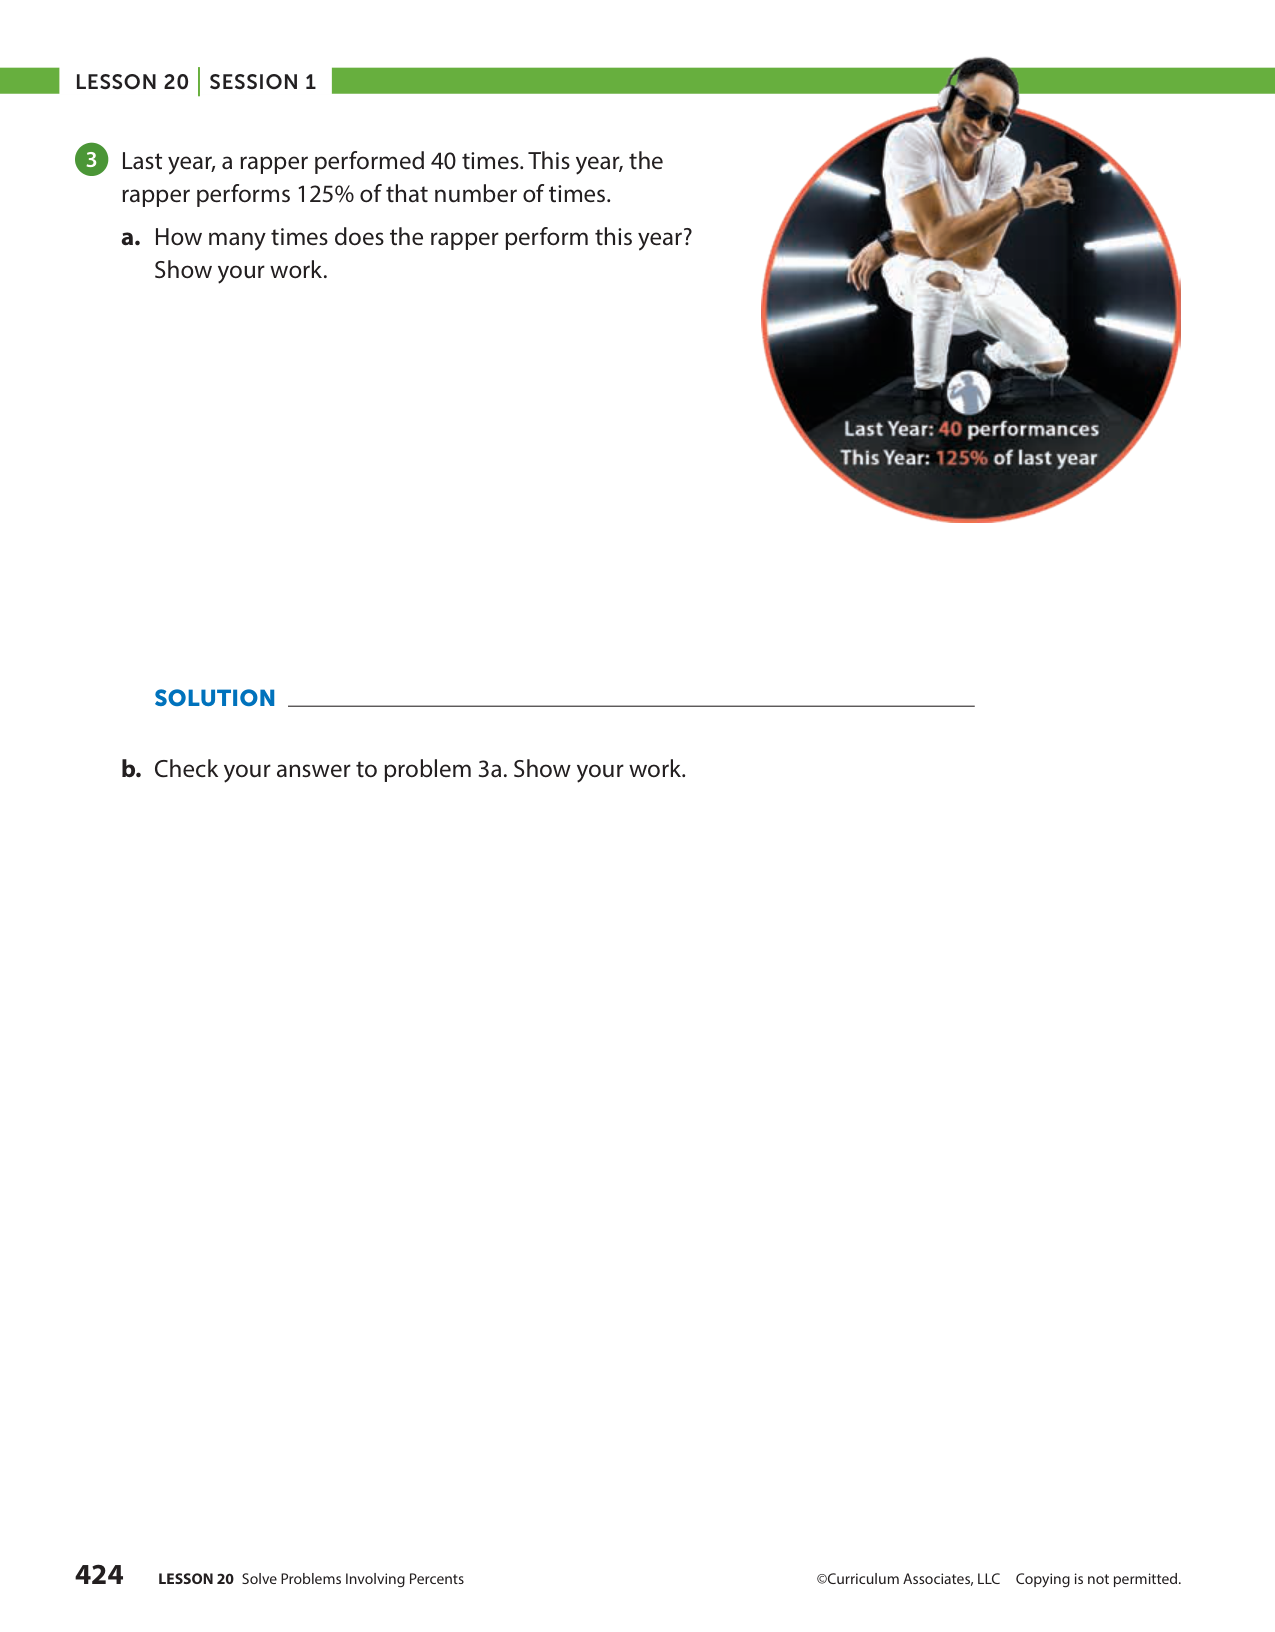 LESSON 20 | SESSION 1
3 Last year, a rapper performed 40 times. This year, the
rapper performs 125% of that number of times.
a. How many times does the rapper perform this year?
Show your work.
Last Year: 40 performances
This Year: 125% of last year
SOLUTION
b. Check your answer to problem 3a. Show your work.
424 LESSON 20 Solve Problems Involving Percents ©Curriculum Associates, LLC Copying is not permitted.